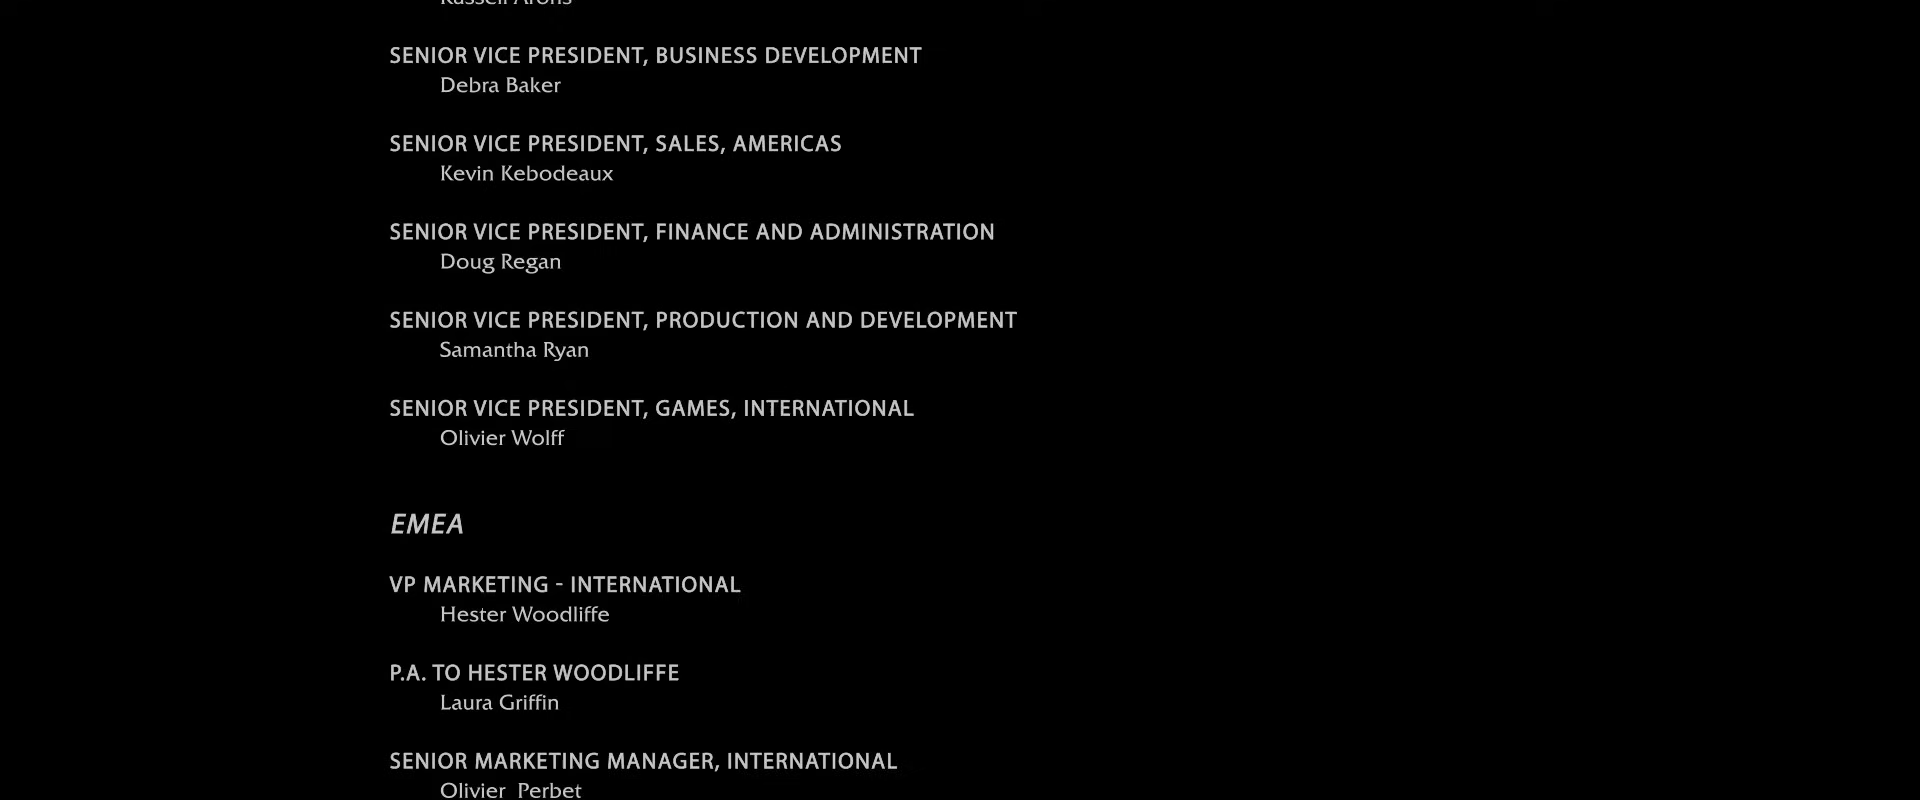 Russell Arons
SENIOR VICE PRESIDENT, BUSINESS DEVELOPMENT
Debra Baker
SENIOR VICE PRESIDENT, SALES, AMERICAS
Kevin Kebodeaux
SENIOR VICE PRESIDENT, FINANCE AND ADMINISTRATION
Doug Regan
SENIOR VICE PRESIDENT, PRODUCTION AND DEVELOPMENT
Samantha Ryan
SENIOR VICE PRESIDENT, GAMES, INTERNATIONAL
Olivier Wolff
EMEA
VP MARKETING - INTERNATIONAL
Hester Woodliffe
P.A. TO HESTER WOODLIFFE
Laura Griffin
SENIOR MARKETING MANAGER, INTERNATIONAL
Olivier  Perbet